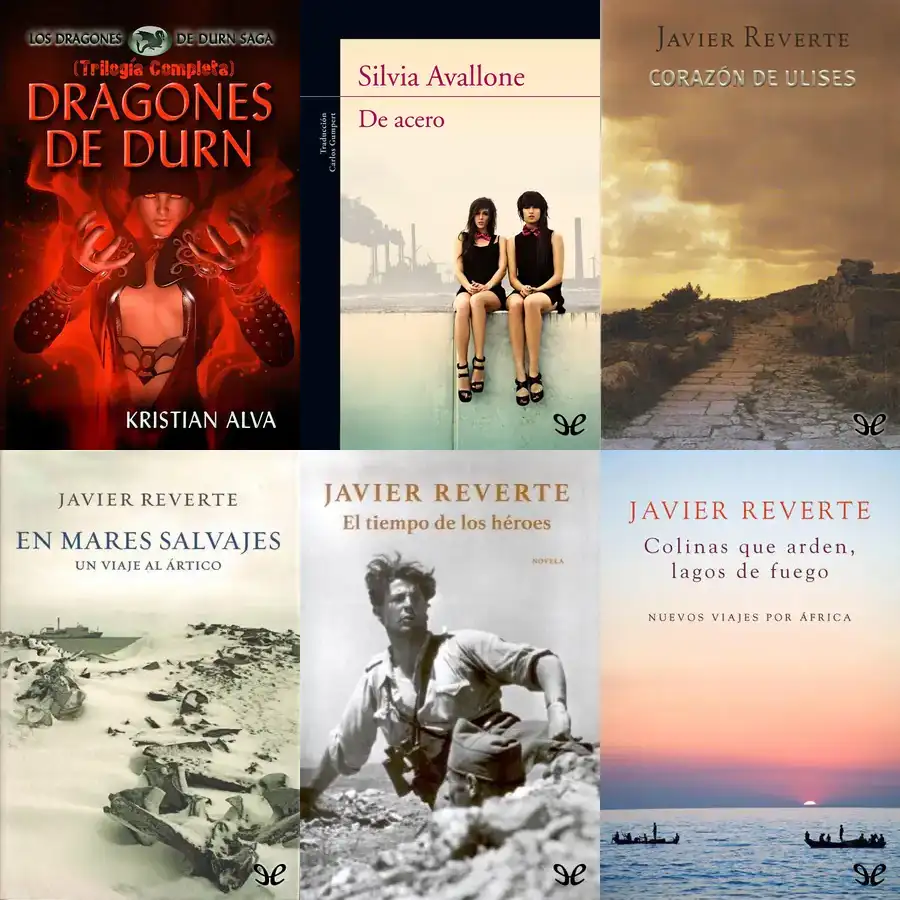 LOS DRAGONES DE DURN SAGA
(Trilogía Completa)
DRAGONES
DE DURN
KRISTIAN ALVA
Traducción
Carlos Gumpert
Silvia Avallone
De acero
JAVIER REVERTE
CORAZÓN DE ULISES
JAVIER REVERTE
EN MARES SALVAJES
UN VIAJE AL ÁRTICO
JAVIER REVERTE
El tiempo de los héroes
NOVELA
JAVIER REVERTE
Colinas que arden,
lagos de fuego
NUEVOS VIAJES POR ÁFRICA